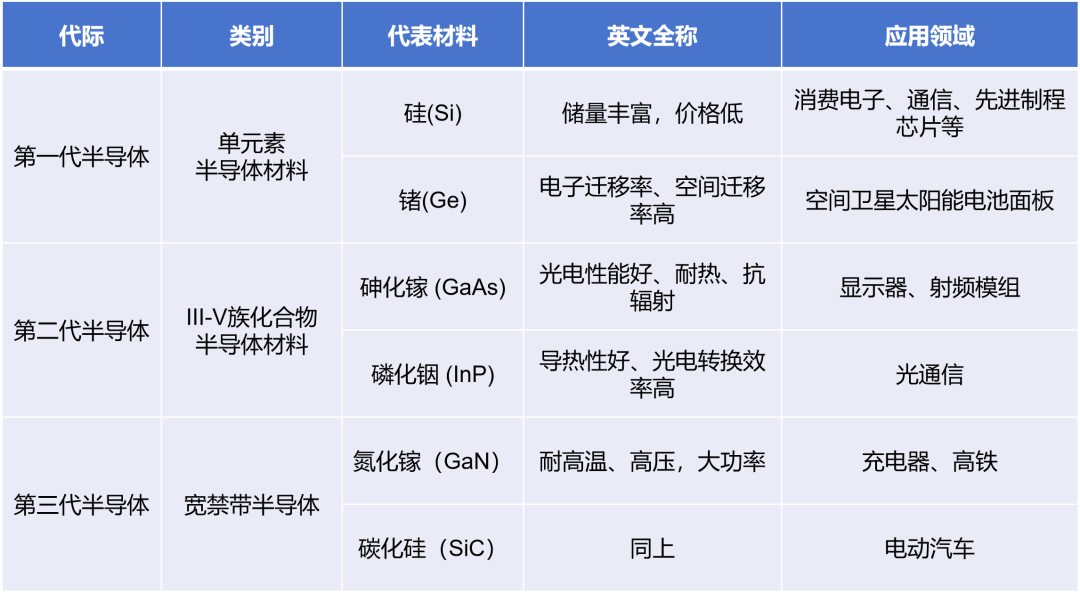 代际
类别
代表材料
英文全称
应用领域
第一代半导体
单元素
半导体材料
硅(Si)
储量丰富，价格低
消费电子、通信、先进制程
芯片等
锗(Ge)
电子迁移率、空间迁移
率高
空间卫星太阳能电池面板
第二代半导体
III-V族化合物
半导体材料
砷化镓 (GaAs)
光电性能好、耐热、抗
辐射
显示器、射频模组
磷化铟 (InP)
导热性好、光电转换效
率高
光通信
第三代半导体
宽禁带半导体
氮化镓（GaN）
耐高温、高压，大功率
充电器、高铁
碳化硅（SiC）
同上
电动汽车